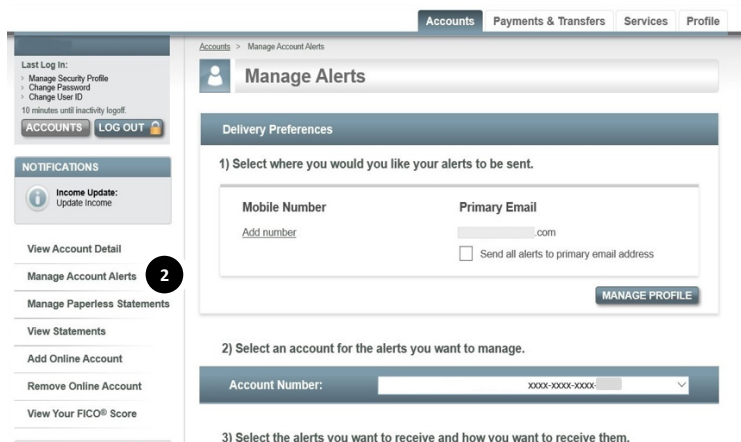 Accounts Payments & Transfers Services Profile
Last Log In:
> Manage Security Profile
> Change Password
> Change User ID
10 minutes until inactivity logoff.
ACCOUNTS LOG OUT
NOTIFICATIONS
Income Update:
Update Income
View Account Detail
Manage Account Alerts 2
Manage Paperless Statements
View Statements
Add Online Account
Remove Online Account
View Your FICO® Score
Accounts > Manage Account Alerts
Manage Alerts
Delivery Preferences
1) Select where you would you like your alerts to be sent.
Mobile Number Primary Email
Add number .com
Send all alerts to primary email address
MANAGE PROFILE
2) Select an account for the alerts you want to manage.
Account Number: xxxx-xxxx-xxxx-
3) Select the alerts you want to receive and how you want to receive them.